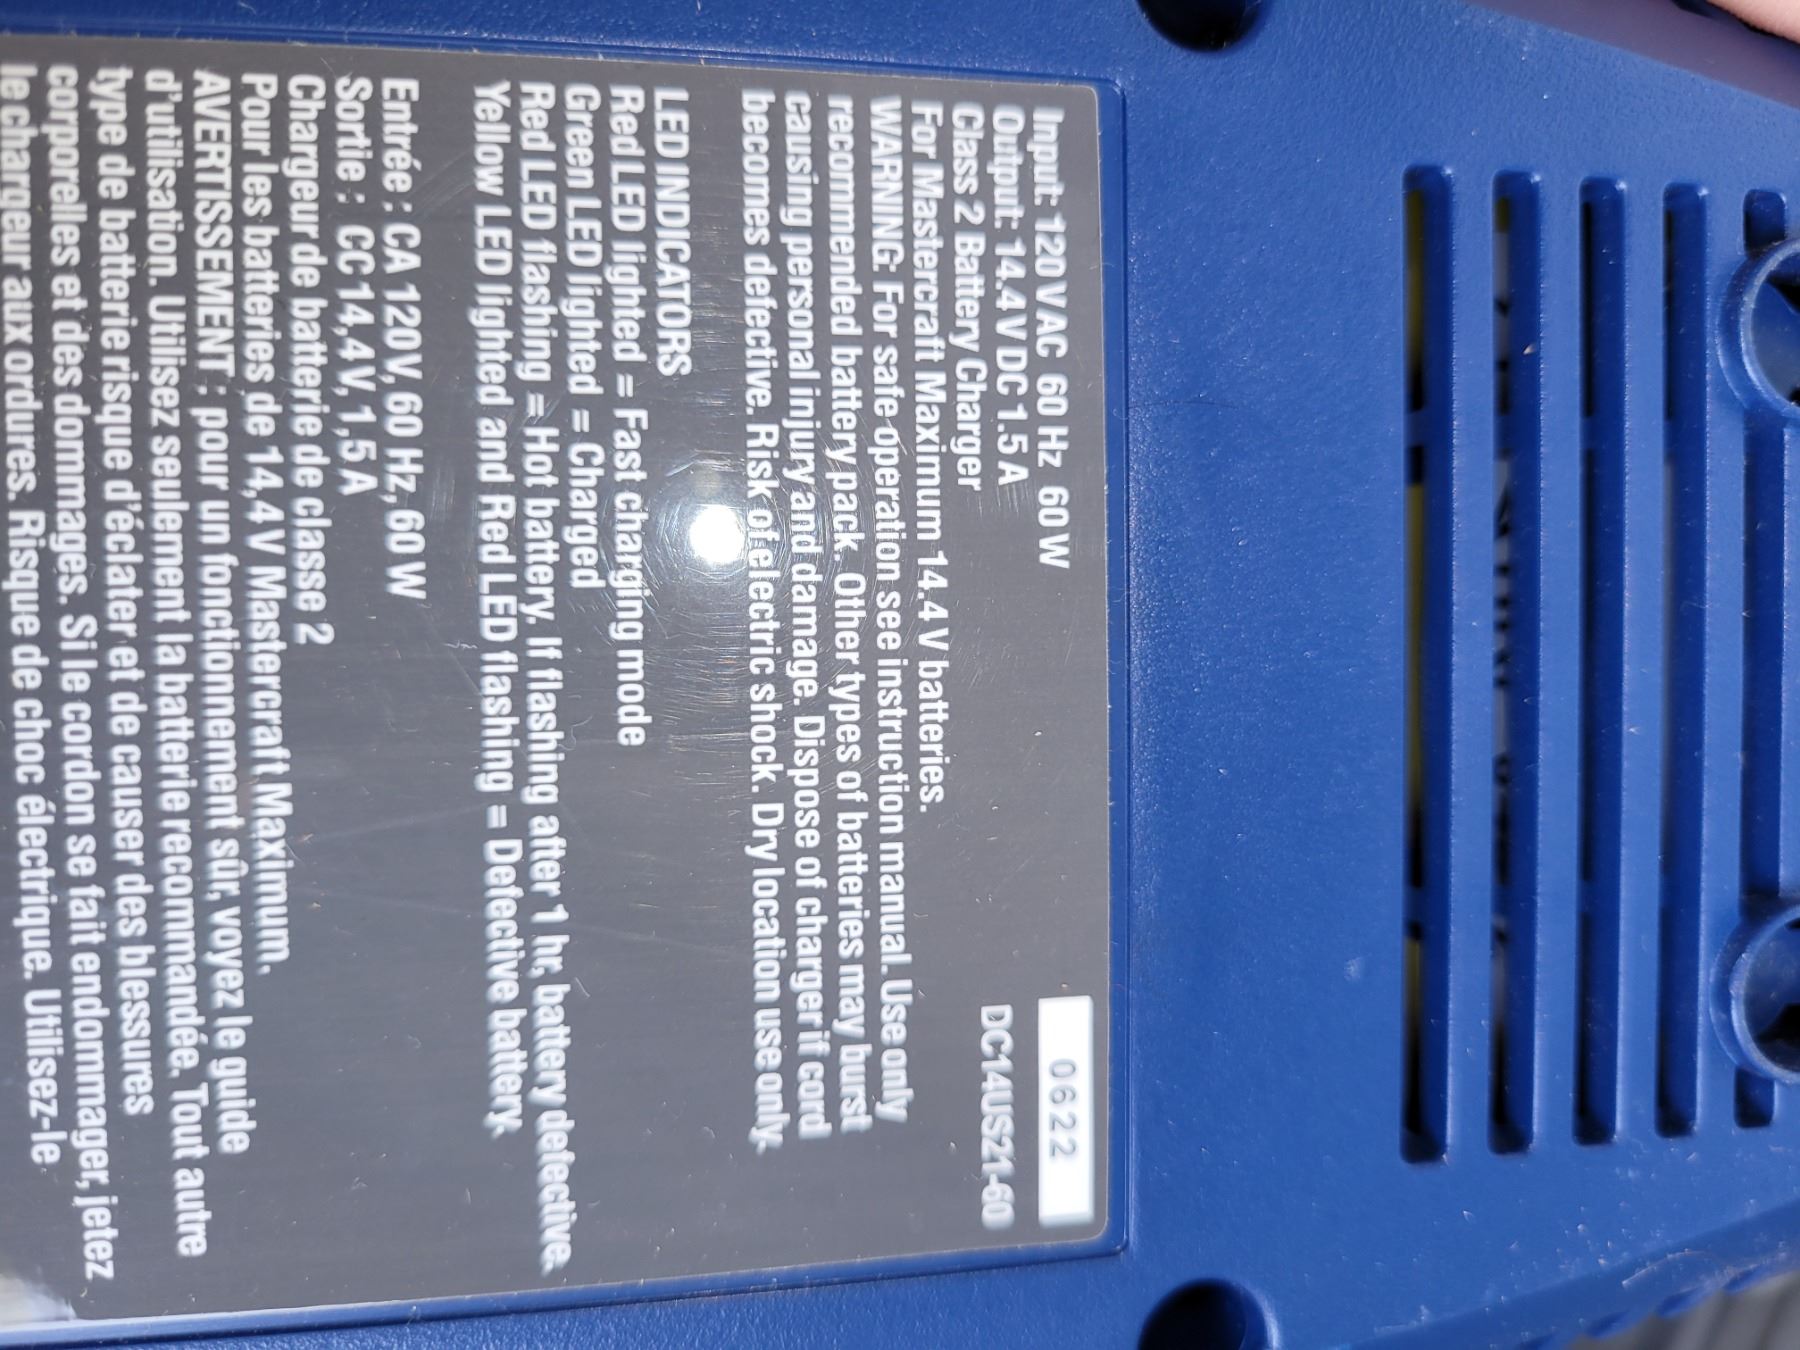 Input: 120 V AC 60 Hz 60 W
0622
Output: 14.4 V DC 1.5 A
DC14US21-60
Class 2 Battery Charger
For Mastercraft Maximum 14.4 V batteries.
WARNING: For safe operation see instruction manual. Use only
recommended battery pack. Other types of batteries may burst
causing personal injury and damage. Dispose of charger if cord
becomes defective. Risk of electric shock. Dry location use only.
LED INDICATORS
Red LED lighted = Fast charging mode
Green LED lighted = Charged
Red LED flashing = Hot battery, If flashing after 1 hr, battery defective.
Yellow LED lighted and Red LED flashing = Defective battery.
Entrée : CA 120 V, 60 Hz, 60 W
Sortie : CC 14,4 V, 1,5 A
Chargeur de batterie de classe 2
Pour les batteries de 14,4 V Mastercraft Maximum.
AVERTISSEMENT : pour un fonctionnement sûr, voyez le guide
d'utilisation. Utilisez seulement la batterie recommandée. Tout autre
type de batterie risque d'éclater et de causer des blessures
corporelles et des dommages. Si le cordon se fait endommager, jetez
le chargeur aux ordures. Risque de choc électrique. Utilisez-le